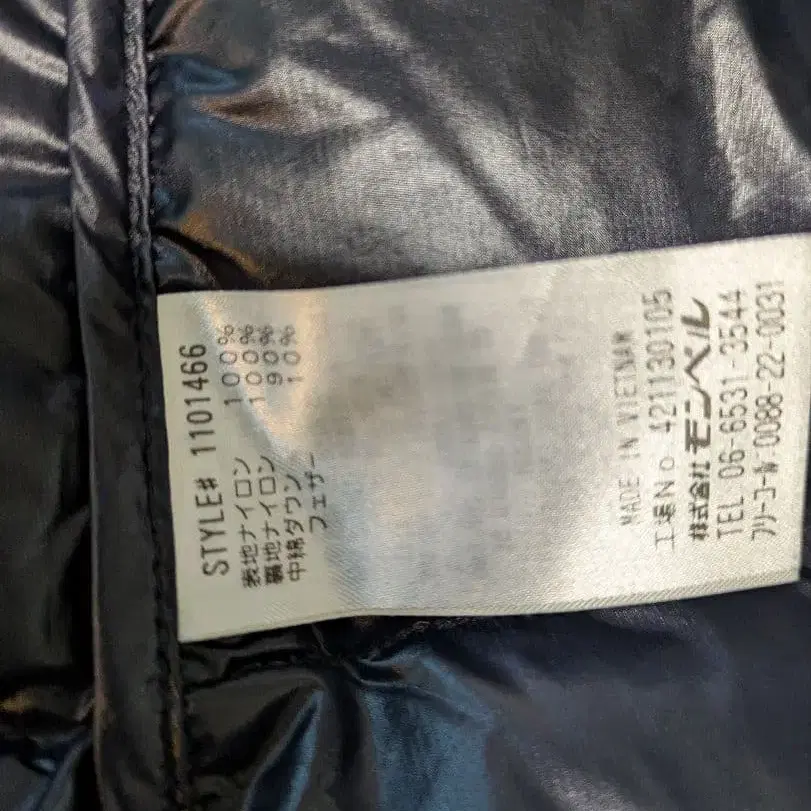 STYLE# 1101466
表地ナイロン 100%
裏地ナイロン 100%
中綿ダウン 90%
フェザー 10%
MADE IN VIETNAM
工場No 4211130105
株式会社モンベル
TEL 06-6531-3544
フリーコール 0088-22-0031